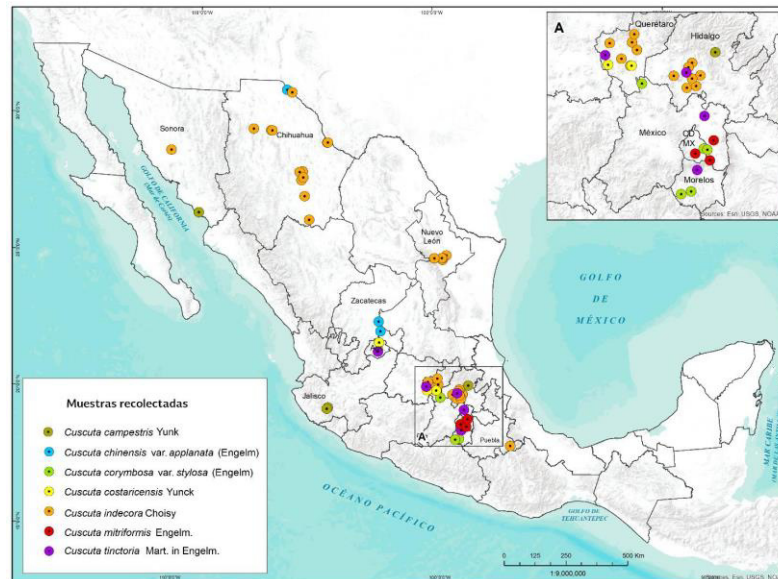 A
Querétaro
Hidalgo
México
CD
MX
Morelos
Sonora
Chihuahua
GOLFO DE CALIFORNIA
(Mar de Cortés)
Nuevo
León
GOLFO
DE
MÉXICO
Zacatecas
Jalisco
A
Puebla
MAR CARIBE
OCÉANO PACÍFICO
GOLFO DE
TEHUANTEPEC
Muestras recolectadas
Cuscuta campestris Yunk
Cuscuta chinensis var. applanata (Engelm)
Cuscuta corymbosa var. stylosa (Engelm)
Cuscuta costaricensis Yunck
Cuscuta indecora Choisy
Cuscuta mitriformis Engelm.
Cuscuta tinctoria Mart. in Engelm.
0 125 250 500 Km
1:9,000,000